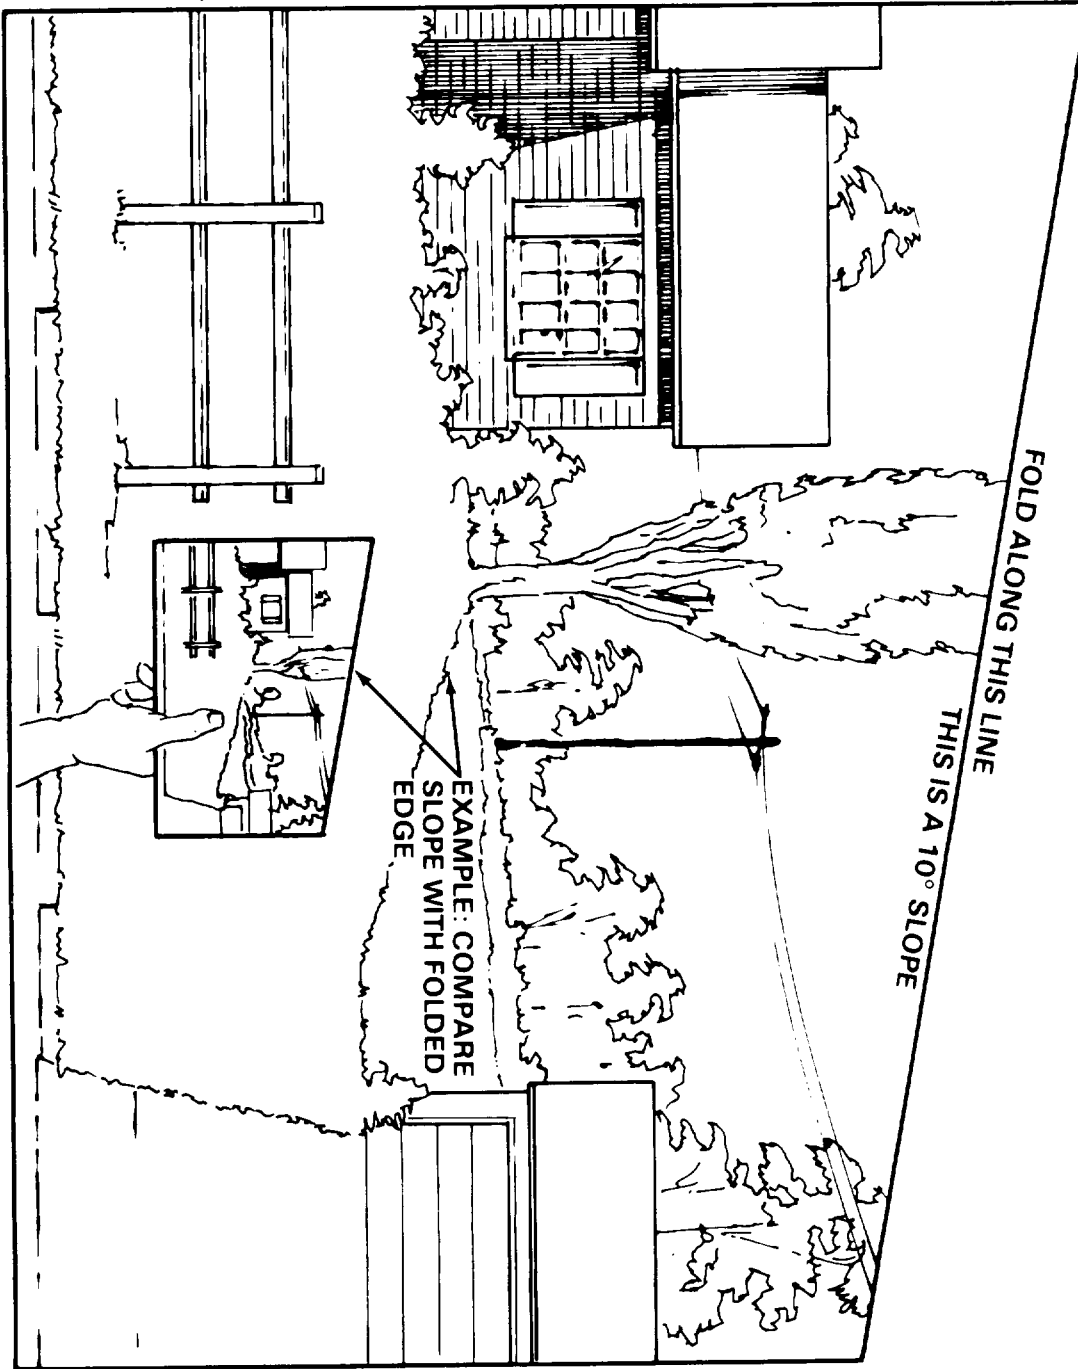 FOLD ALONG THIS LINE
THIS IS A 10° SLOPE
EXAMPLE: COMPARE
SLOPE WITH FOLDED
EDGE